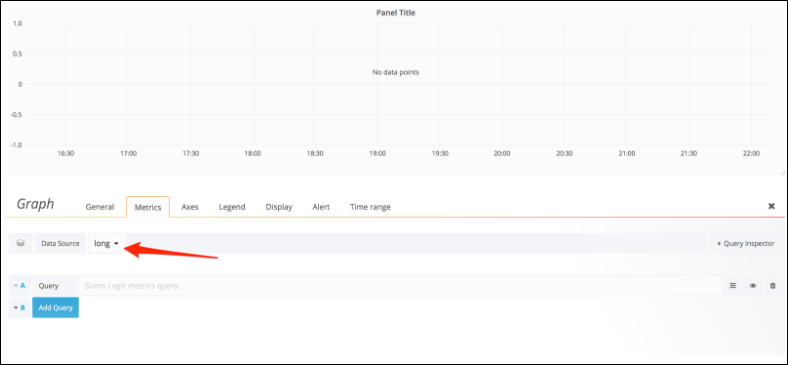 Panel Title
1.0
0.5
No data points
0
-0.5
-1.0
16:30 17:00 17:30 18:00 18:30 19:00 19:30 20:00 20:30 21:00 21:30 22:00
Graph General Metrics Axes Legend Display Alert Time range
Data Source long Query Inspector
A Query Sumo Logic metrics query
B Add Query